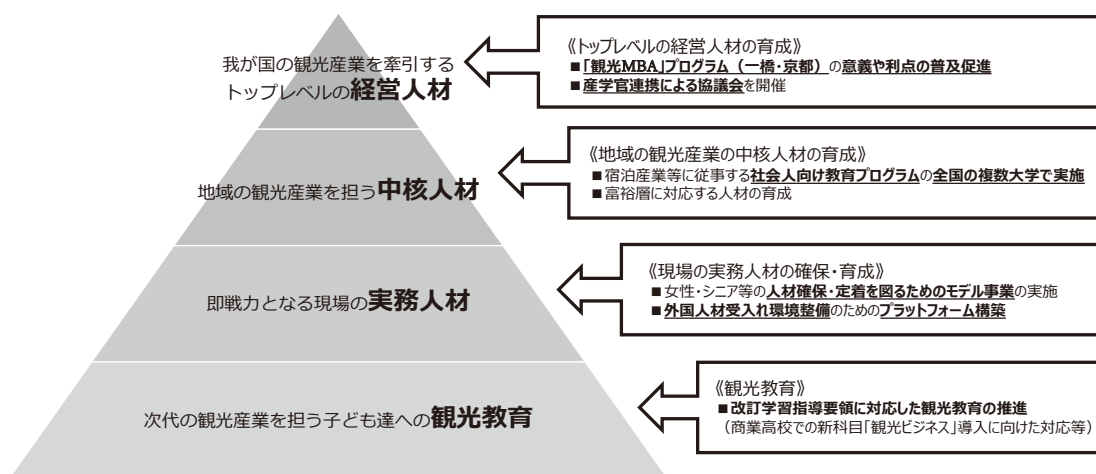 我が国の観光産業を牽引する
トップレベルの経営人材
《トップレベルの経営人材の育成》
■「観光MBA」プログラム（一橋・京都）の意義や利点の普及促進
■産学官連携による協議会を開催
地域の観光産業を担う中核人材
《地域の観光産業の中核人材の育成》
■宿泊産業等に従事する社会人向け教育プログラムの全国の複数大学で実施
■富裕層に対応する人材の育成
即戦力となる現場の実務人材
《現場の実務人材の確保・育成》
■女性・シニア等の人材確保・定着を図るためのモデル事業の実施
■外国人材受入れ環境整備のためのプラットフォーム構築
次代の観光産業を担う子ども達への観光教育
《観光教育》
■改訂学習指導要領に対応した観光教育の推進
（商業高校での新科目「観光ビジネス」導入に向けた対応等）